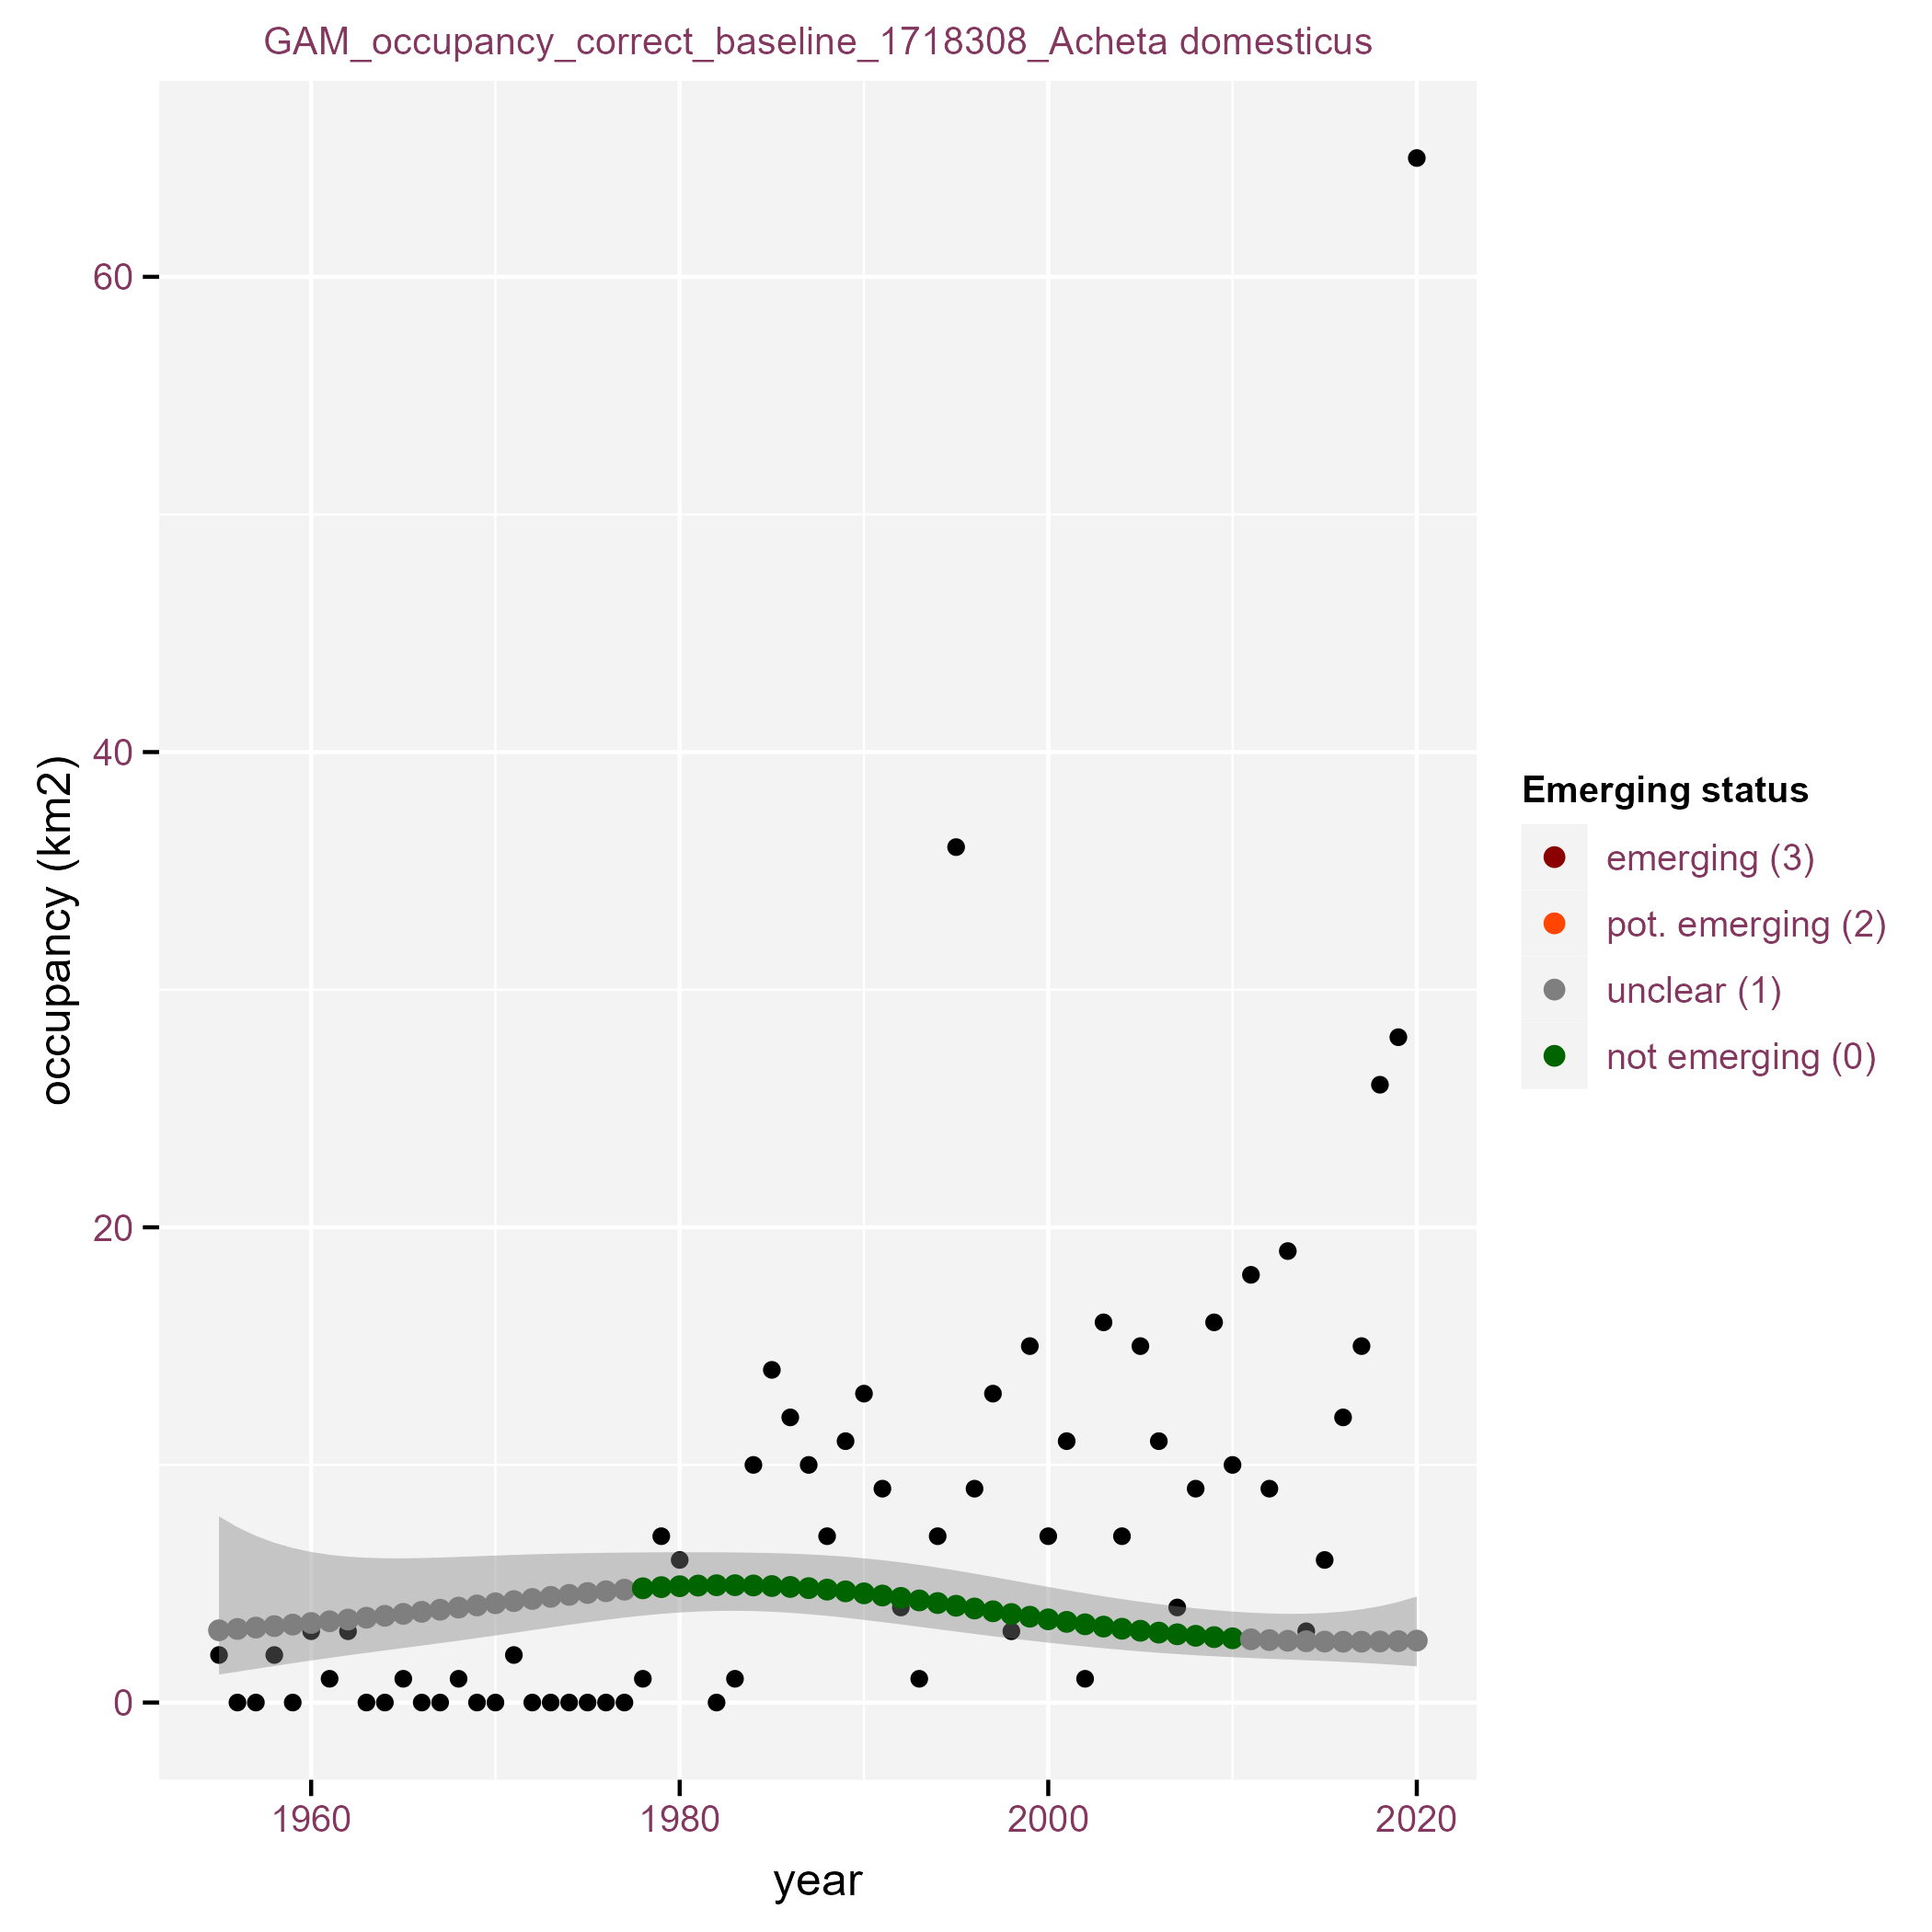 GAM_occupancy_correct_baseline_1718308_Acheta domesticus
occupancy (km2)
60
40
20
0
1960 1980 2000 2020
year
Emerging status
emerging (3)
pot. emerging (2)
unclear (1)
not emerging (0)